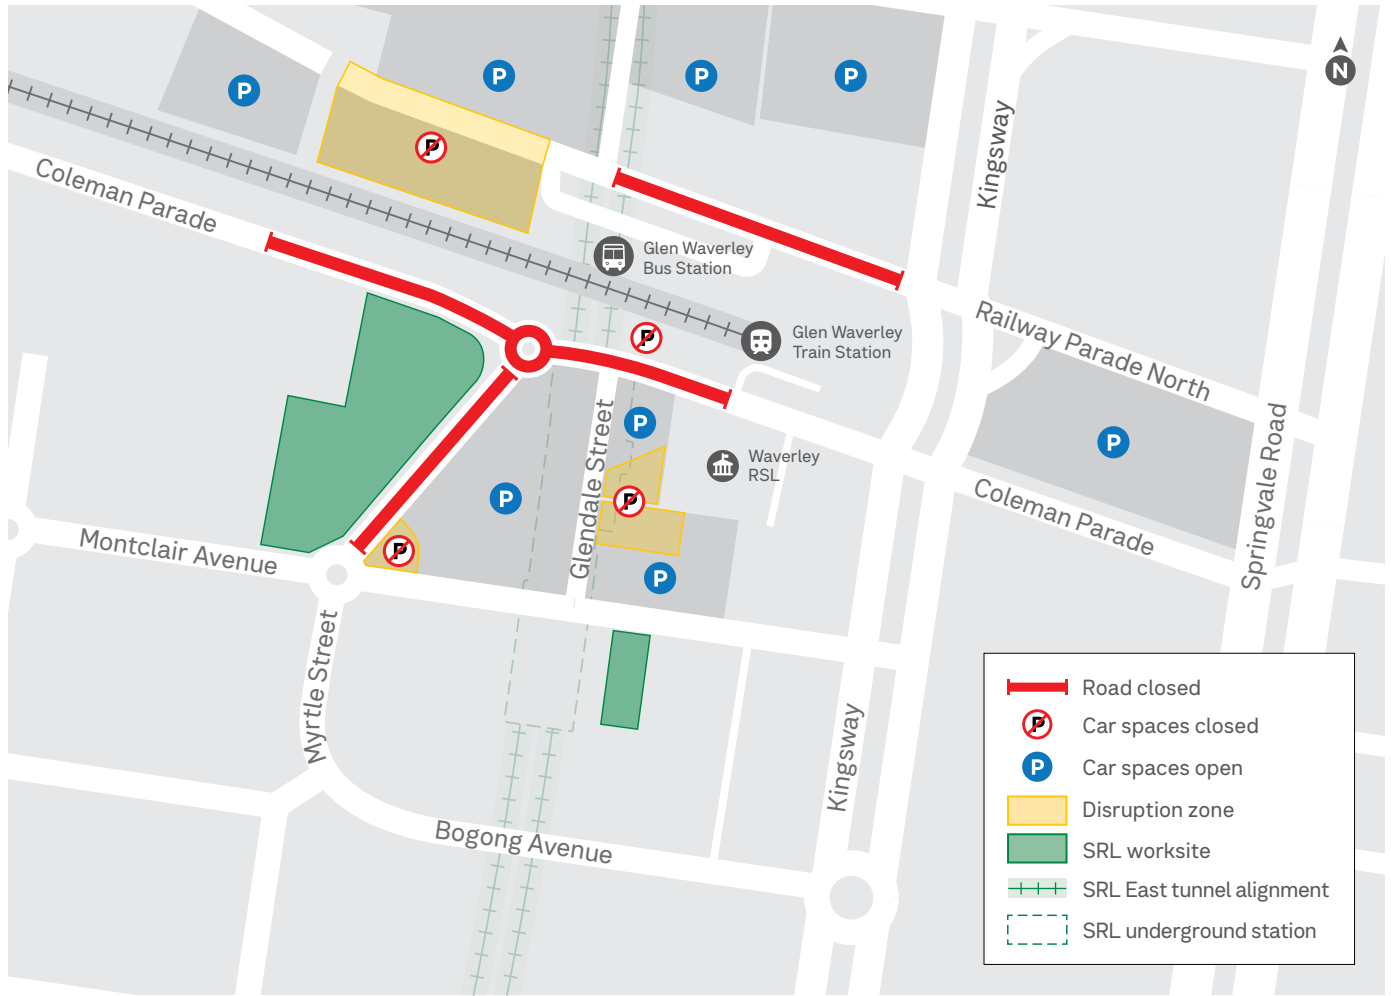 P
P
P
P
N
P
Kingsway
Coleman Parade
Glen Waverley
Bus Station
Glen Waverley
Train Station
P
Railway Parade North
P
Glendale Street
P
Waverley
RSL
Springvale Road
P
P
P
Coleman Parade
Montclair Avenue
P
P
Myrtle Street
Kingsway
Bogong Avenue
Road closed
P
Car spaces closed
P
Car spaces open
Disruption zone
SRL worksite
SRL East tunnel alignment
SRL underground station